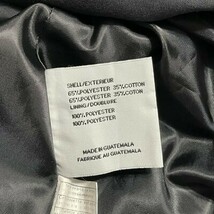 SHELL/EXTERIEUR
65%POLYESTER 35%COTTON
65%POLYESTER 35%COTON
LINING/DOUBLURE
100%POLYESTER
100%POLYESTER
MADE IN GUATEMALA
FABRIQUE AU GUATEMALA